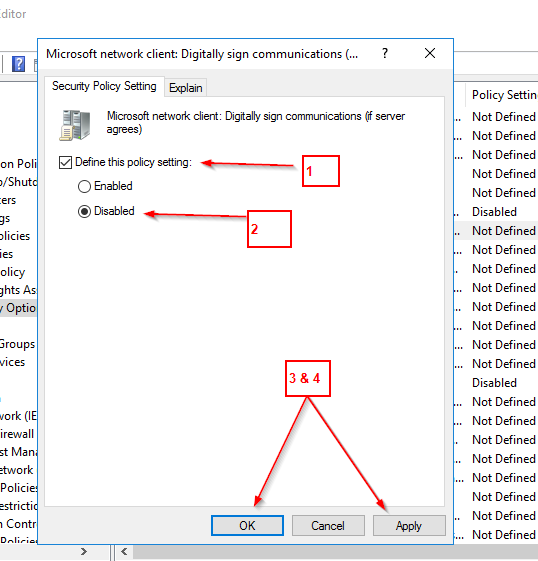 Editor
Microsoft network client: Digitally sign communications (...
?
Security Policy Setting
Explain
Microsoft network client: Digitally sign communications (if server
agrees)
Define this policy setting:
1
Enabled
Disabled
2
3 & 4
OK
Cancel
Apply
on Poli
o/Shutd
ters
gs
olicies
ies
olicy
ghts As
y Optio
Groups
vices
)
work (IE
Firewall
st Mana
etwork
Policies
estriction
n Contr
Policies
Policy Settin
Not Defined
Not Defined
Not Defined
Not Defined
Not Defined
Disabled
Not Defined
Not Defined
Not Defined
Not Defined
Not Defined
Not Defined
Not Defined
Not Defined
Disabled
Not Defined
Not Defined
Not Defined
Not Defined
Not Defined
Not Defined
Not Defined
Not Defined